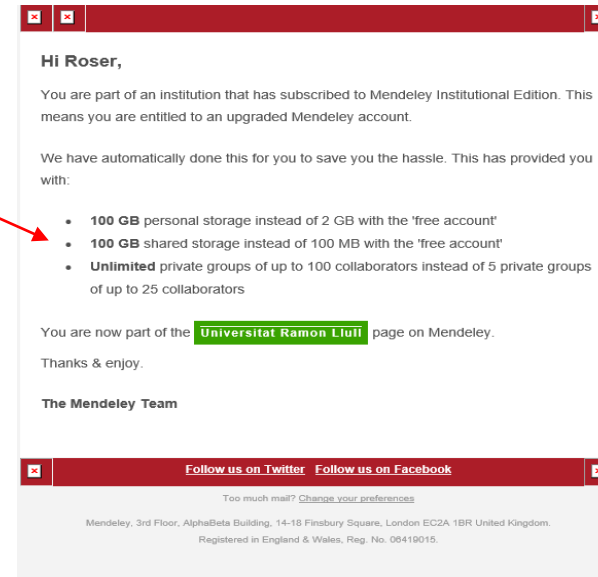 Hi Roser,
You are part of an institution that has subscribed to Mendeley Institutional Edition. This
means you are entitled to an upgraded Mendeley account.
We have automatically done this for you to save you the hassle. This has provided you
with:
• 100 GB personal storage instead of 2 GB with the 'free account'
• 100 GB shared storage instead of 100 MB with the 'free account'
• Unlimited private groups of up to 100 collaborators instead of 5 private groups
of up to 25 collaborators
You are now part of the Universitat Ramon Llull page on Mendeley.
Thanks & enjoy.
The Mendeley Team
Follow us on Twitter Follow us on Facebook
Too much mail? Change your preferences
Mendeley, 3rd Floor, AlphaBeta Building, 14-18 Finsbury Square, London EC2A 1BR United Kingdom.
Registered in England & Wales, Reg. No. 06419015.